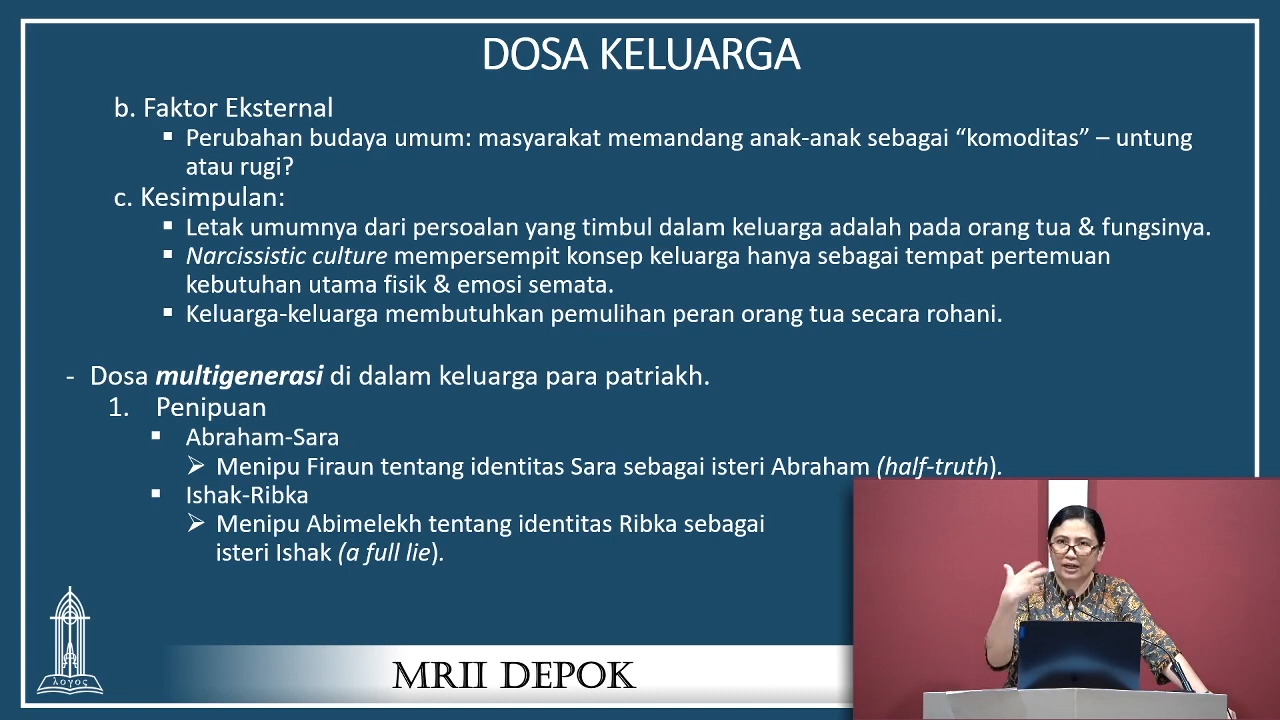 DOSA KELUARGA
b. Faktor Eksternal
▪ Perubahan budaya umum: masyarakat memandang anak-anak sebagai “komoditas” – untung
atau rugi?
c. Kesimpulan:
▪ Letak umumnya dari persoalan yang timbul dalam keluarga adalah pada orang tua & fungsinya.
▪ Narcissistic culture mempersempit konsep keluarga hanya sebagai tempat pertemuan
kebutuhan utama fisik & emosi semata.
▪ Keluarga-keluarga membutuhkan pemulihan peran orang tua secara rohani.
- Dosa multigenerasi di dalam keluarga para patriakh.
1. Penipuan
▪ Abraham-Sara
➢ Menipu Firaun tentang identitas Sara sebagai isteri Abraham (half-truth).
▪ Ishak-Ribka
➢ Menipu Abimelekh tentang identitas Ribka sebagai
isteri Ishak (a full lie).
λογος
MRII DEPOK